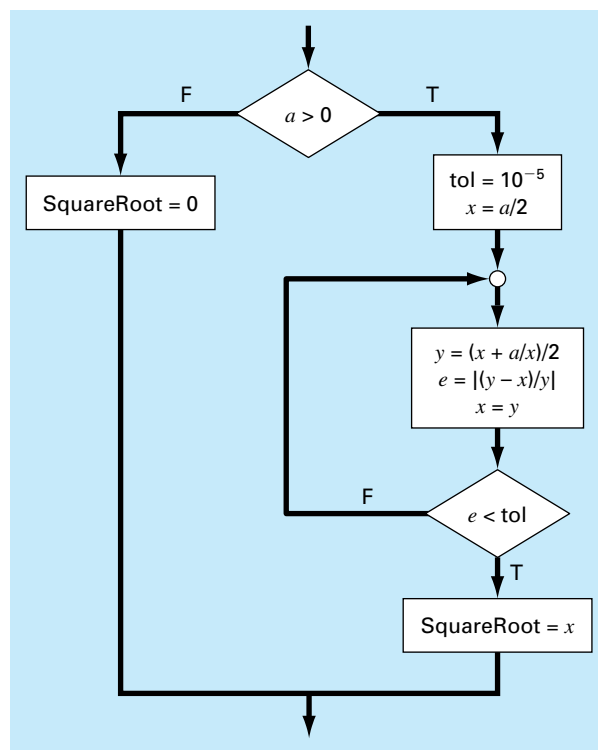 F
a > 0
T
SquareRoot = 0
tol = 10⁻⁵
x = a/2
y = (x + a/x)/2
e = |(y – x)/y|
x = y
F
e < tol
T
SquareRoot = x